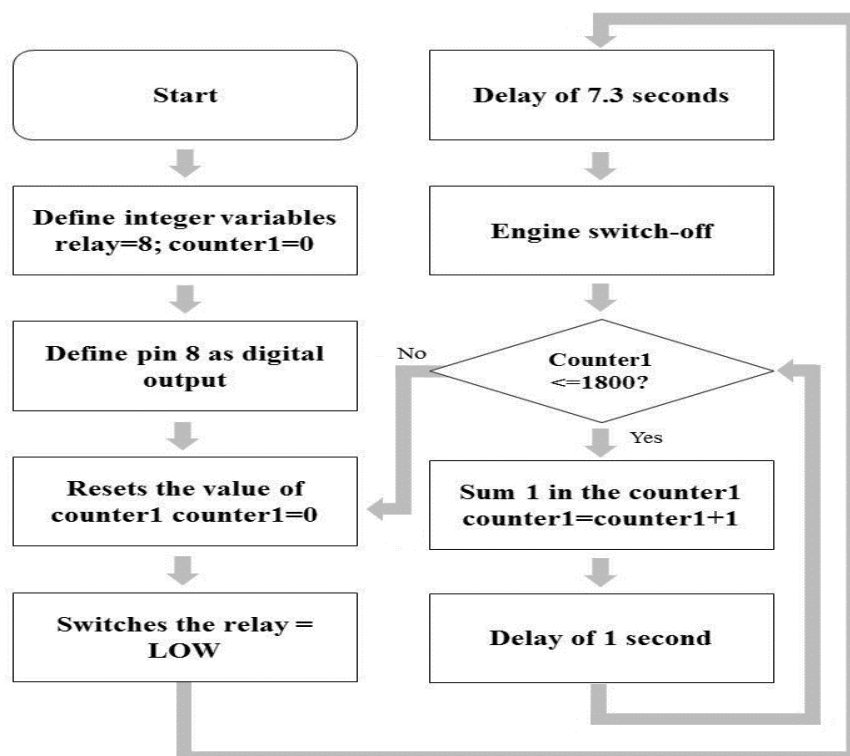 Start
Define integer variables
relay=8; counter1=0
Define pin 8 as digital
output
Resets the value of
counter1 counter1=0
Switches the relay =
LOW
Delay of 7.3 seconds
Engine switch-off
Counter1
<=1800?
No
Yes
Sum 1 in the counter1
counter1=counter1+1
Delay of 1 second